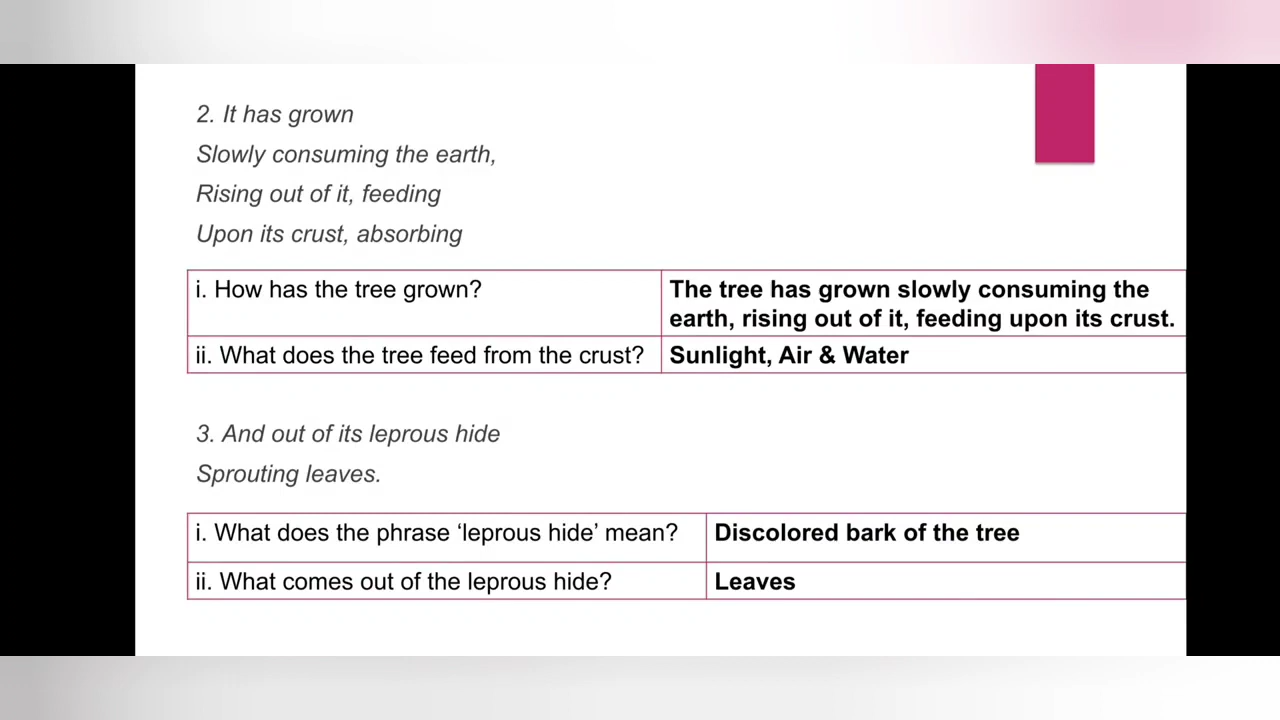 2. It has grown
Slowly consuming the earth,
Rising out of it, feeding
Upon its crust, absorbing
i. How has the tree grown?
The tree has grown slowly consuming the
earth, rising out of it, feeding upon its crust.
ii. What does the tree feed from the crust?
Sunlight, Air & Water
3. And out of its leprous hide
Sprouting leaves.
i. What does the phrase ‘leprous hide’ mean?
Discolored bark of the tree
ii. What comes out of the leprous hide?
Leaves